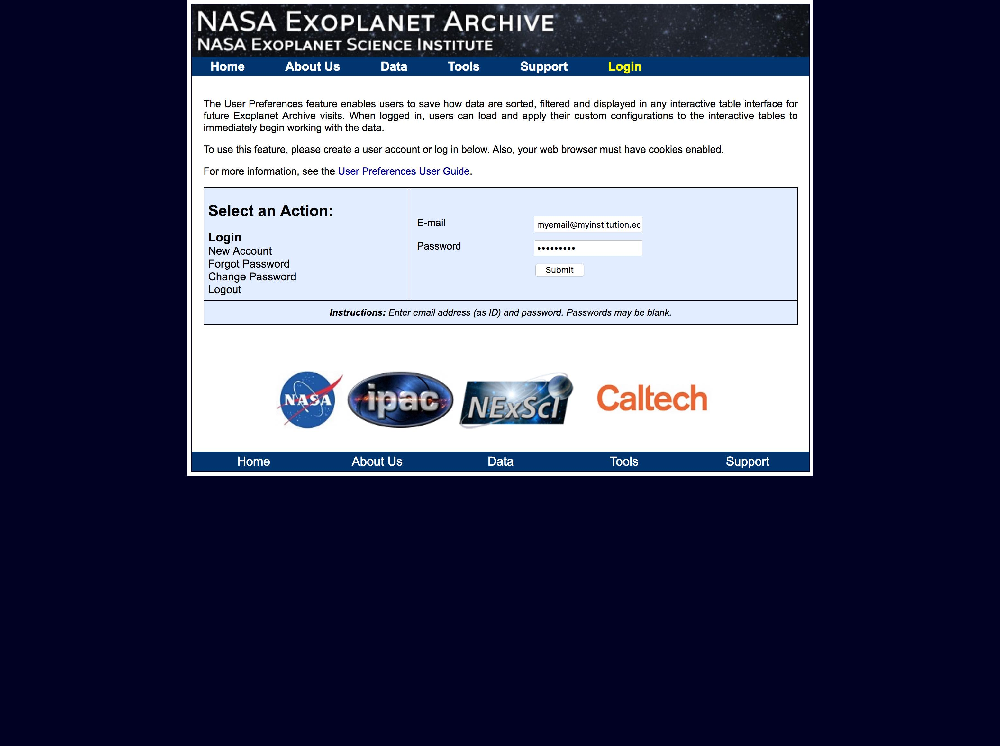 NASA EXOPLANET ARCHIVE
NASA EXOPLANET SCIENCE INSTITUTE
Home About Us Data Tools Support Login
The User Preferences feature enables users to save how data are sorted, filtered and displayed in any interactive table interface for
future Exoplanet Archive visits. When logged in, users can load and apply their custom configurations to the interactive tables to
immediately begin working with the data.
To use this feature, please create a user account or log in below. Also, your web browser must have cookies enabled.
For more information, see the User Preferences User Guide.
Select an Action:
Login
New Account
Forgot Password
Change Password
Logout
E-mail myemail@myinstitution.ec
Password •••••••••
Submit
Instructions: Enter email address (as ID) and password. Passwords may be blank.
NASA ipac NExScI Caltech
Home About Us Data Tools Support